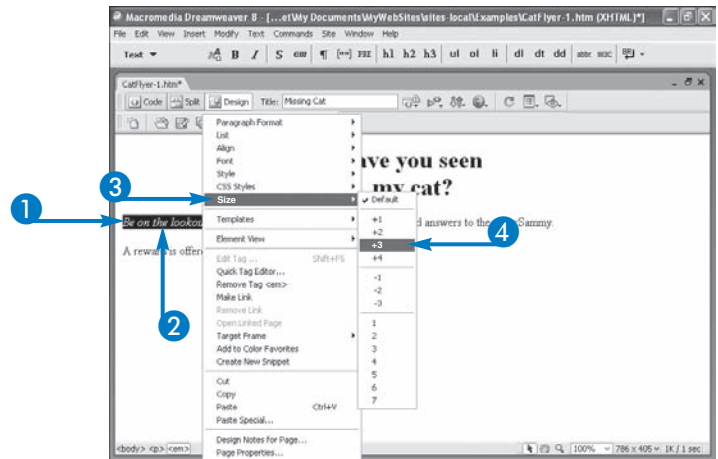 Macromedia Dreamweaver 8 - [...et\My Documents\MyWebSites\sites-local\Examples\CatFlyer-1.htm (XHTML)*]
File Edit View Insert Modify Text Commands Site Window Help
Text B I S em ¶ [""] PRE h1 h2 h3 ul ol li dl dt dd abbr. W3C
CatFlyer-1.htm*
Code Split Design Title: Missing Cat
Paragraph Format
List
Align
Font
Style
CSS Styles
Size
Templates
Element View
Edit Tag... Shift+F5
Quick Tag Editor...
Remove Tag <em>
Make Link
Remove Link
Open Linked Page
Target Frame
Add to Color Favorites
Create New Snippet
Cut
Copy
Paste Ctrl+V
Paste Special...
Design Notes for Page...
Page Properties...
Default
+1
+2
+3
+4
-1
-2
-3
1
2
3
4
5
6
7
ave you seen
my cat?
Be on the lookou
d answers to the
Sammy.
A reward is offer
1
2
3
4
<body> <p> <em>
100% 786 x 405 1K / 1 sec